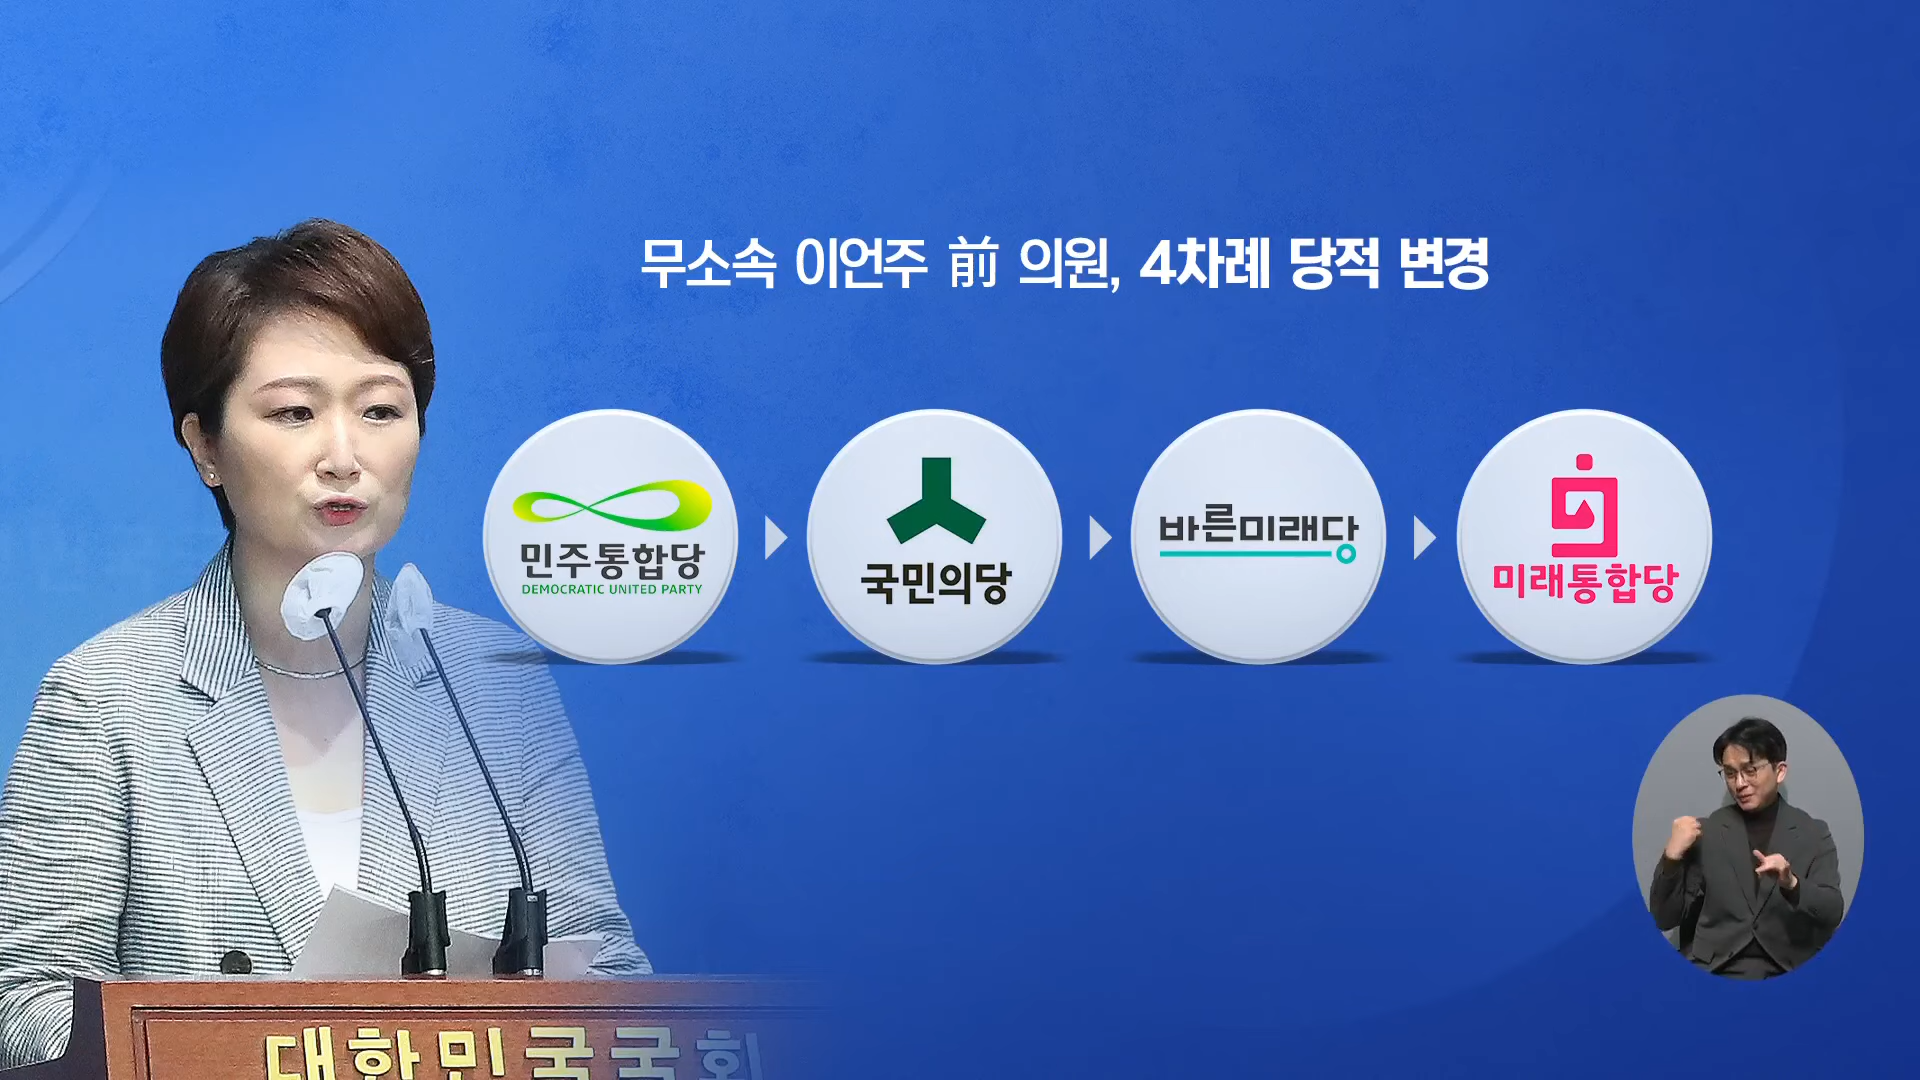 무소속 이언주 前 의원, 4차례 당적 변경
민주통합당
DEMOCRATIC UNITED PARTY
국민의당
바른미래당
미래통합당
대한민국국회